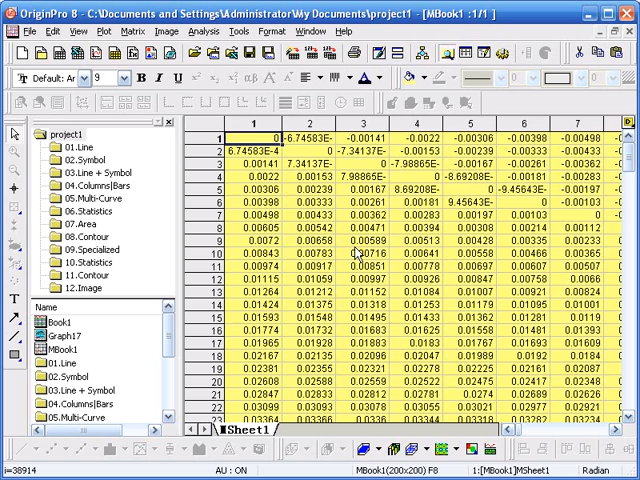 OriginPro 8 - C:\Documents and Settings\Administrator\My Documents\project1 - [MBook1 :1/1 ]
File Edit View Plot Matrix Image Analysis Tools Format Window Help
Default: Ar 9 B I U
project1
01.Line
02.Symbol
03.Line + Symbol
04.Columns|Bars
05.Multi-Curve
06.Statistics
07.Area
08.Contour
09.Specialized
10.Statistics
11.Contour
12.Image
Name
Book1
Graph17
MBook1
01.Line
02.Symbol
03.Line + Symbol
04.Columns|Bars
05.Multi-Curve
1 2 3 4 5 6 7
1 0 -6.74583E- -0.00141 -0.0022 -0.00306 -0.00398 -0.00498
2 6.74583E-4 0 -7.34137E- -0.00153 -0.00239 -0.00333 -0.00433
3 0.00141 7.34137E- 0 -7.98865E- -0.00167 -0.00261 -0.00362
4 0.0022 0.00153 7.98865E- 0 -8.69208E- -0.00181 -0.00283
5 0.00306 0.00239 0.00167 8.69208E- 0 -9.45643E- -0.00197
6 0.00398 0.00333 0.00261 0.00181 9.45643E- 0 -0.00103
7 0.00498 0.00433 0.00362 0.00283 0.00197 0.00103 0
8 0.00605 0.00542 0.00471 0.00394 0.00308 0.00214 0.00112
9 0.0072 0.00658 0.00589 0.00513 0.00428 0.00335 0.00233
10 0.00843 0.00783 0.00716 0.00641 0.00558 0.00466 0.00365
11 0.00974 0.00917 0.00851 0.00778 0.00697 0.00607 0.00507
12 0.01115 0.01059 0.00997 0.00926 0.00847 0.00758 0.0066
13 0.01264 0.01212 0.01152 0.01084 0.01007 0.00921 0.00824
14 0.01424 0.01375 0.01318 0.01253 0.01179 0.01095 0.01001
15 0.01593 0.01548 0.01495 0.01433 0.01362 0.01281 0.0119
16 0.01774 0.01732 0.01683 0.01625 0.01558 0.01481 0.01393
17 0.01965 0.01928 0.01883 0.0183 0.01767 0.01693 0.01609
18 0.02167 0.02135 0.02096 0.02047 0.01989 0.0192 0.0184
19 0.02381 0.02355 0.02321 0.02278 0.02225 0.02161 0.02087
20 0.02608 0.02588 0.02559 0.02522 0.02475 0.02417 0.02348
21 0.02847 0.02833 0.02812 0.02781 0.0274 0.02689 0.02626
22 0.03099 0.03093 0.03078 0.03055 0.03021 0.02977 0.02921
23 0.03364 0.03366 0.0336 0.03344 0.03318 0.03282 0.03234
MSheet1
i=38914 AU : ON MBook1(200x200) F8 1:[MBook1]MSheet1 Radian